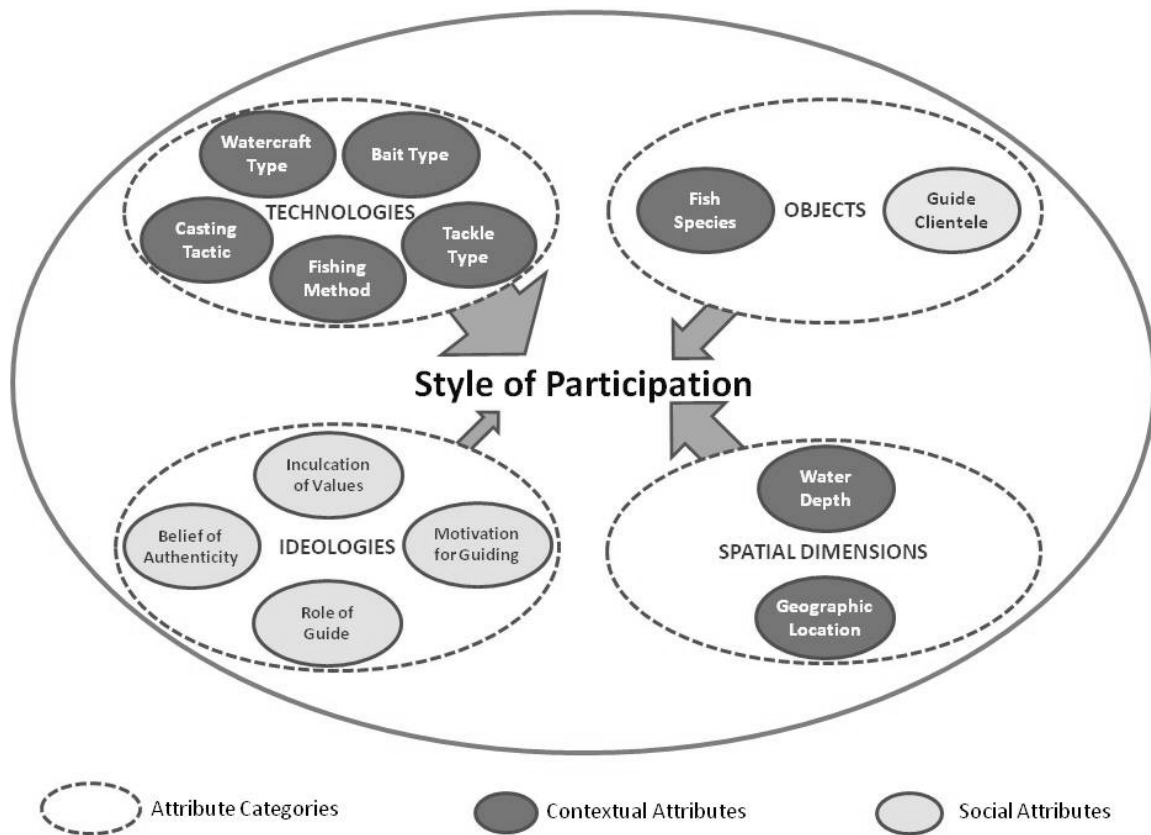 Watercraft
Type
Bait Type
TECHNOLOGIES
Casting
Tactic
Tackle
Type
Fishing
Method
Fish
Species
OBJECTS
Guide
Clientele
Style of Participation
Inculcation
of Values
Belief of
Authenticity
IDEOLOGIES
Motivation
for Guiding
Role of
Guide
Water
Depth
SPATIAL DIMENSIONS
Geographic
Location
Attribute Categories
Contextual Attributes
Social Attributes